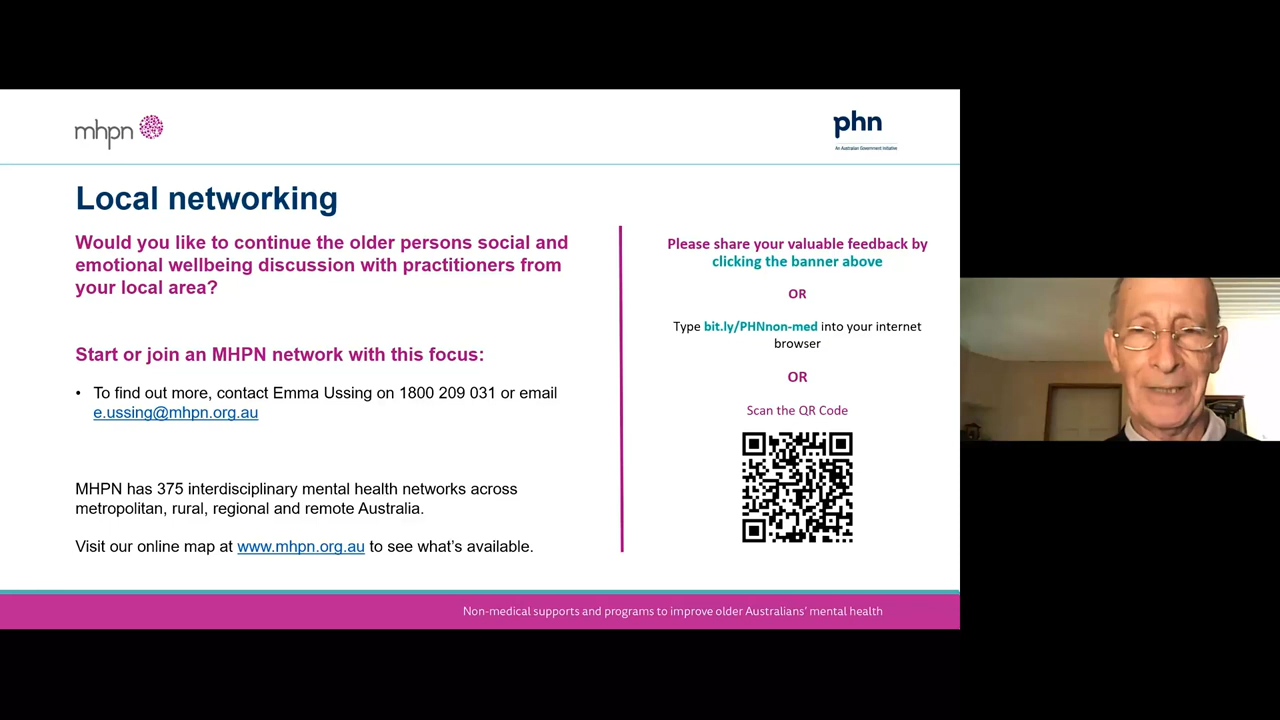 mhpn
phn
An Australian Government Initiative
Local networking
Would you like to continue the older persons social and
emotional wellbeing discussion with practitioners from
your local area?
Start or join an MHPN network with this focus:
• To find out more, contact Emma Ussing on 1800 209 031 or email
e.ussing@mhpn.org.au
MHPN has 375 interdisciplinary mental health networks across
metropolitan, rural, regional and remote Australia.
Visit our online map at www.mhpn.org.au to see what’s available.
Please share your valuable feedback by
clicking the banner above
OR
Type bit.ly/PHNnon-med into your internet
browser
OR
Scan the QR Code
Non-medical supports and programs to improve older Australians’ mental health